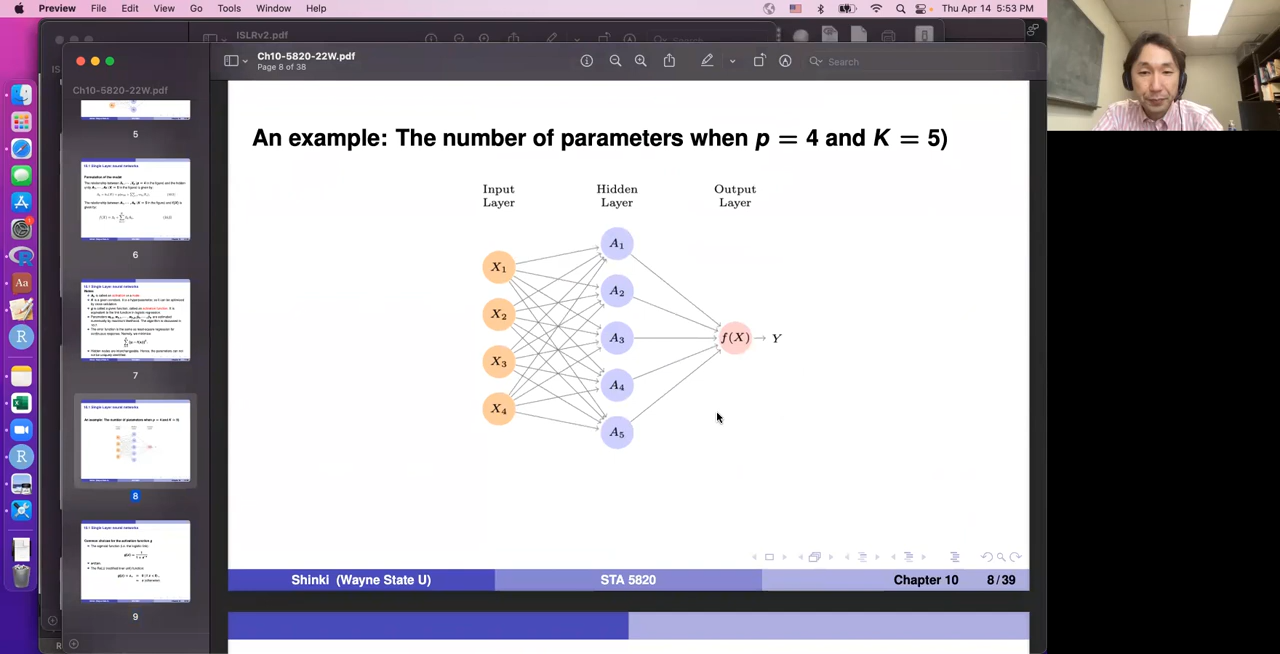 Preview File Edit View Go Tools Window Help Thu Apr 14 5:53 PM
ISLRv2.pdf
Search
Ch10-5820-22W.pdf
Page 8 of 38
Search
Ch10-5820-22W.pdf
5
6
7
8
9
An example: The number of parameters when p = 4 and K = 5)
Input Layer
Hidden Layer
Output Layer
X1
X2
X3
X4
A1
A2
A3
A4
A5
f(X) → Y
Shinki (Wayne State U) STA 5820 Chapter 10 8/39